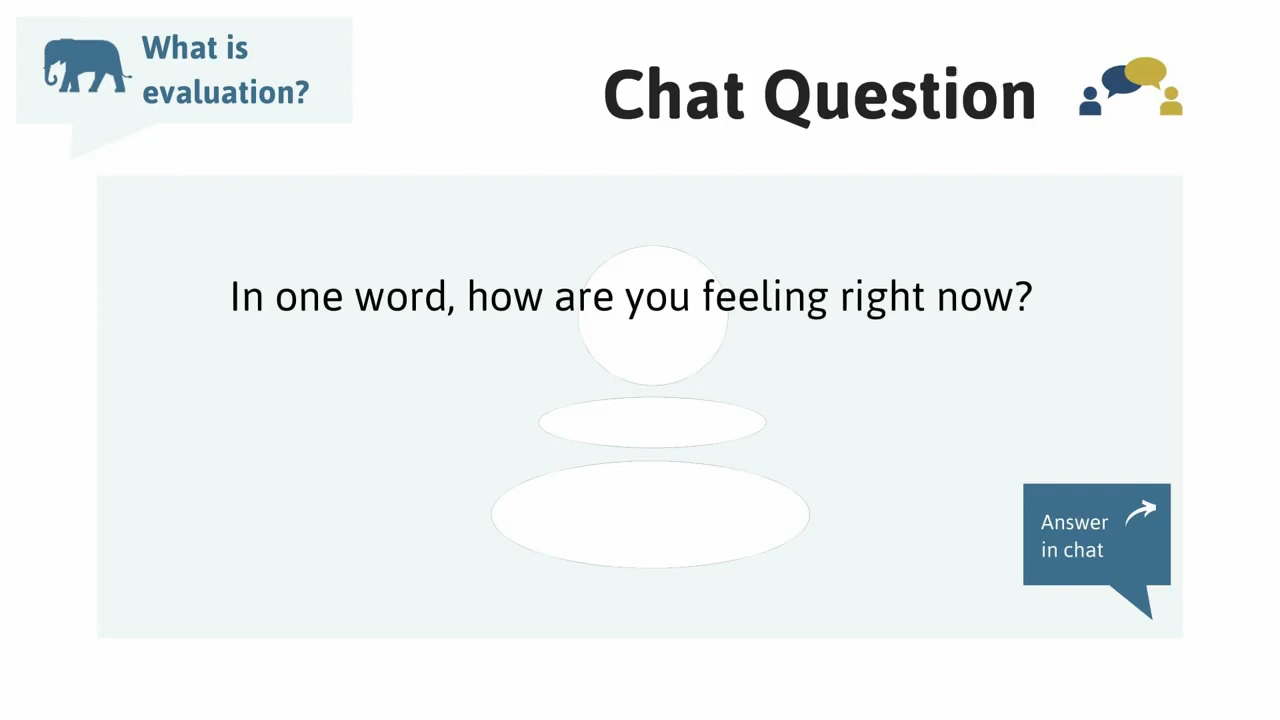 What is
evaluation?
Chat Question
In one word, how are you feeling right now?
Answer
in chat